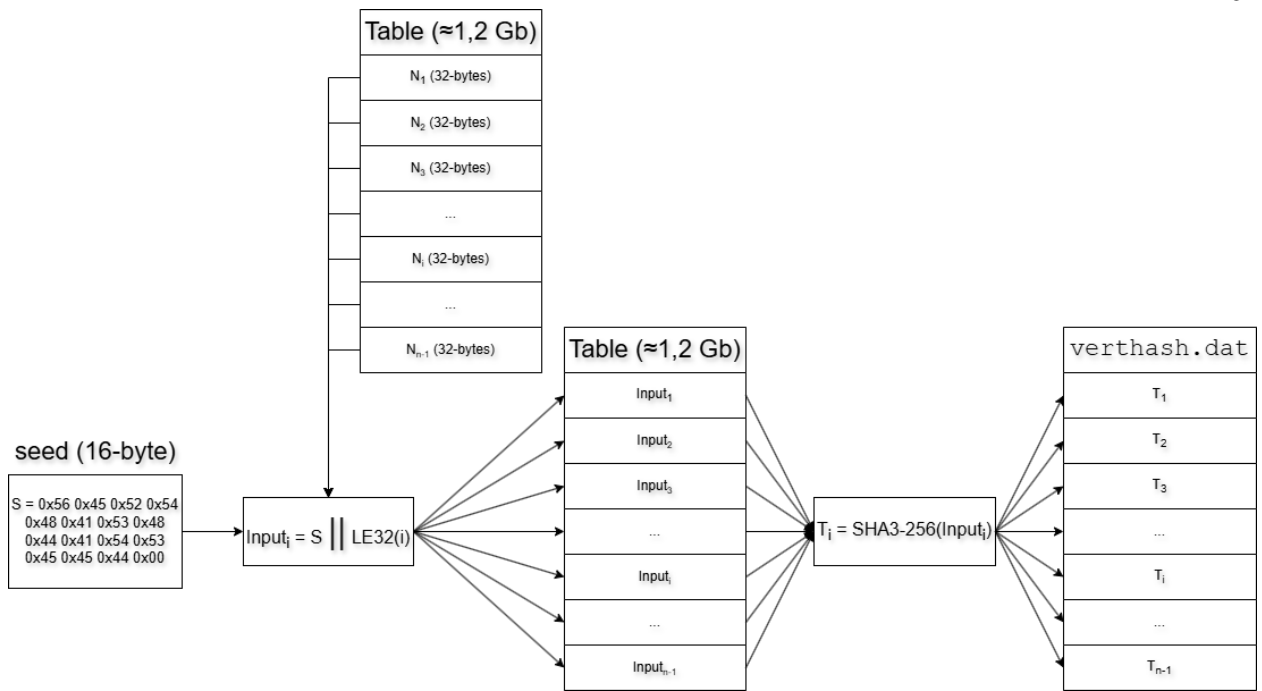 Table (≈1,2 Gb)
N1 (32-bytes)
N2 (32-bytes)
N3 (32-bytes)
...
Ni (32-bytes)
...
Nn-1 (32-bytes)
seed (16-byte)
S = 0x56 0x45 0x52 0x54
0x48 0x41 0x53 0x48
0x44 0x41 0x54 0x53
0x45 0x45 0x44 0x00
Inputi = S || LE32(i)
Table (≈1,2 Gb)
Input1
Input2
Input3
...
Inputi
...
Inputn-1
Ti = SHA3-256(Inputi)
verthash.dat
T1
T2
T3
...
Ti
...
Tn-1